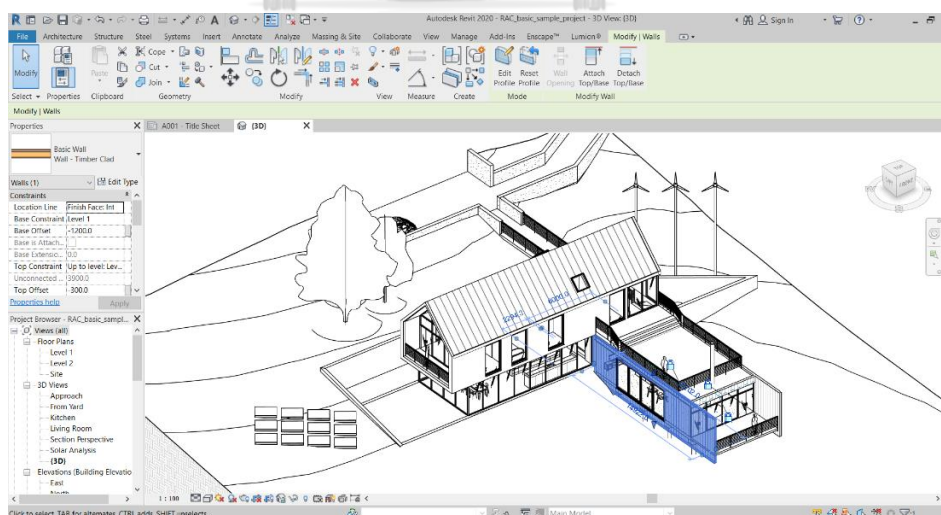 Autodesk Revit 2020 - RAC_basic_sample_project - 3D View: {3D}
Sign In
File Architecture Structure Steel Systems Insert Annotate Analyze Massing & Site Collaborate View Manage Add-Ins Enscape™ Lumion® Modify | Walls
Modify
Paste
Cope
Cut
Join
Edit Profile
Reset Profile
Wall Opening
Attach Top/Base
Detach Top/Base
Select Properties Clipboard Geometry Modify View Measure Create Mode Modify Wall
Modify | Walls
Properties X
A001 - Title Sheet
{3D} X
Basic Wall
Wall - Timber Clad
Walls (1) Edit Type
Constraints
Location Line Finish Face: Int
Base Constraint Level 1
Base Offset -1200.0
Base is Attach...
Base Extensio... 0.0
Top Constraint Up to level: Lev...
Unconnected ... 3900.0
Top Offset -300.0
Properties help Apply
Project Browser - RAC_basic_sampl... X
Views (all)
Floor Plans
Level 1
Level 2
Site
3D Views
Approach
From Yard
Kitchen
Living Room
Section Perspective
Solar Analysis
{3D}
Elevations (Building Elevatio
East
North
6000.0
1 : 100
Click to select, TAB for alternates, CTRL adds, SHIFT unselects.
Main Model